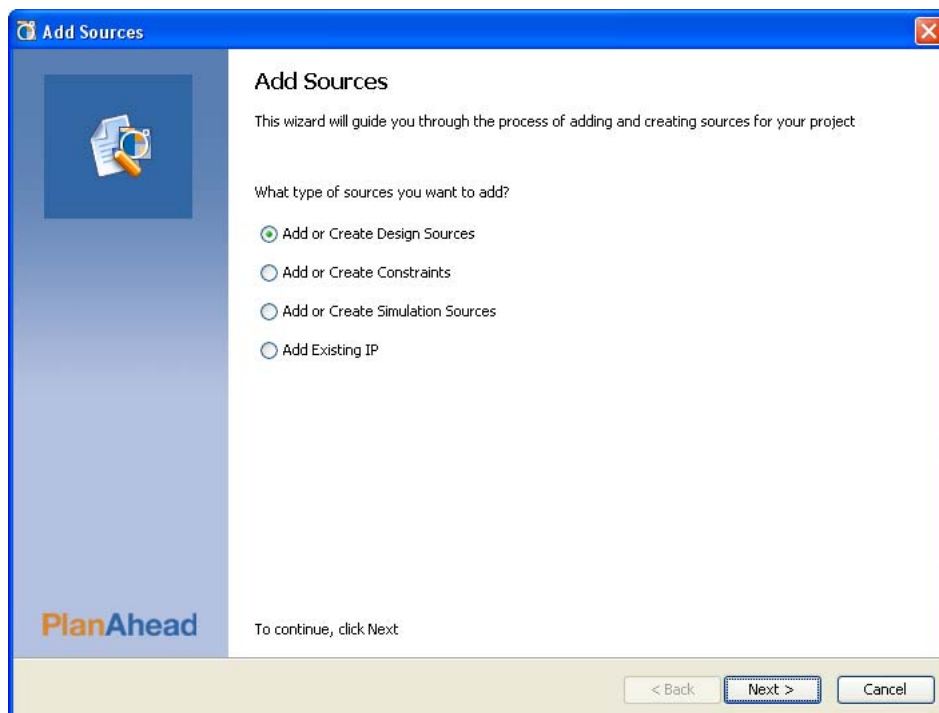 Add Sources
Add Sources
This wizard will guide you through the process of adding and creating sources for your project
What type of sources you want to add?
Add or Create Design Sources
Add or Create Constraints
Add or Create Simulation Sources
Add Existing IP
PlanAhead
To continue, click Next
< Back Next > Cancel